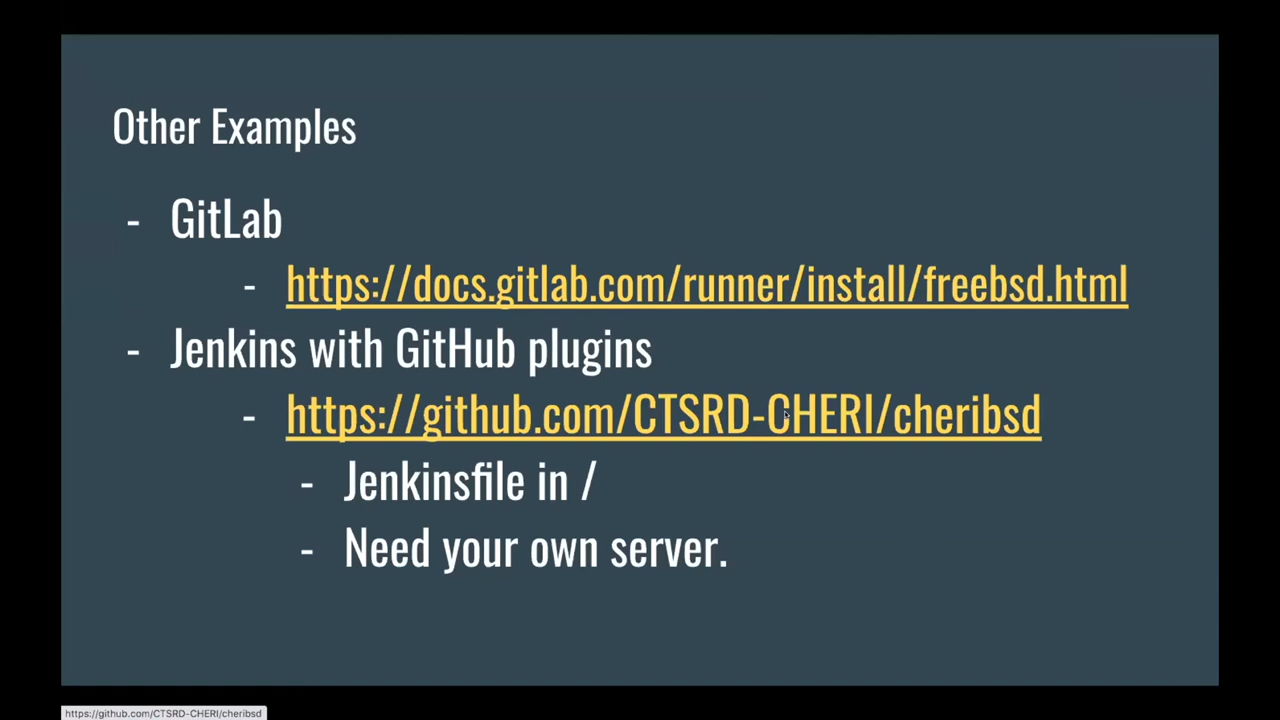 Other Examples
- GitLab
- https://docs.gitlab.com/runner/install/freebsd.html
- Jenkins with GitHub plugins
- https://github.com/CTSRD-CHERI/cheribsd
- Jenkinsfile in /
- Need your own server.
https://github.com/CTSRD-CHERI/cheribsd